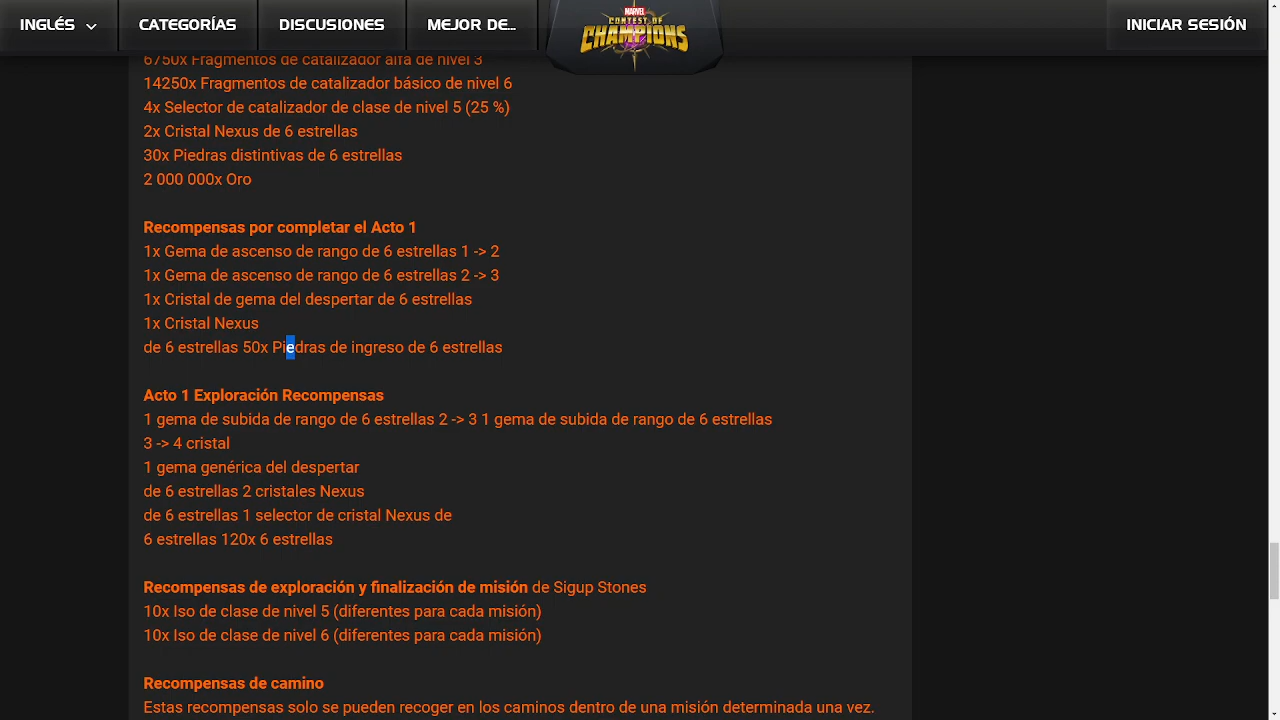 INGLÉS
CATEGORÍAS
DISCUSIONES
MEJOR DE...
MARVEL
CONTEST OF
CHAMPIONS
INICIAR SESIÓN
6750x Fragmentos de catalizador alfa de nivel 3
14250x Fragmentos de catalizador básico de nivel 6
4x Selector de catalizador de clase de nivel 5 (25 %)
2x Cristal Nexus de 6 estrellas
30x Piedras distintivas de 6 estrellas
2 000 000x Oro
Recompensas por completar el Acto 1
1x Gema de ascenso de rango de 6 estrellas 1 -> 2
1x Gema de ascenso de rango de 6 estrellas 2 -> 3
1x Cristal de gema del despertar de 6 estrellas
1x Cristal Nexus
de 6 estrellas 50x Piedras de ingreso de 6 estrellas
Acto 1 Exploración Recompensas
1 gema de subida de rango de 6 estrellas 2 -> 3 1 gema de subida de rango de 6 estrellas
3 -> 4 cristal
1 gema genérica del despertar
de 6 estrellas 2 cristales Nexus
de 6 estrellas 1 selector de cristal Nexus de
6 estrellas 120x 6 estrellas
Recompensas de exploración y finalización de misión de Sigup Stones
10x Iso de clase de nivel 5 (diferentes para cada misión)
10x Iso de clase de nivel 6 (diferentes para cada misión)
Recompensas de camino
Estas recompensas solo se pueden recoger en los caminos dentro de una misión determinada una vez.